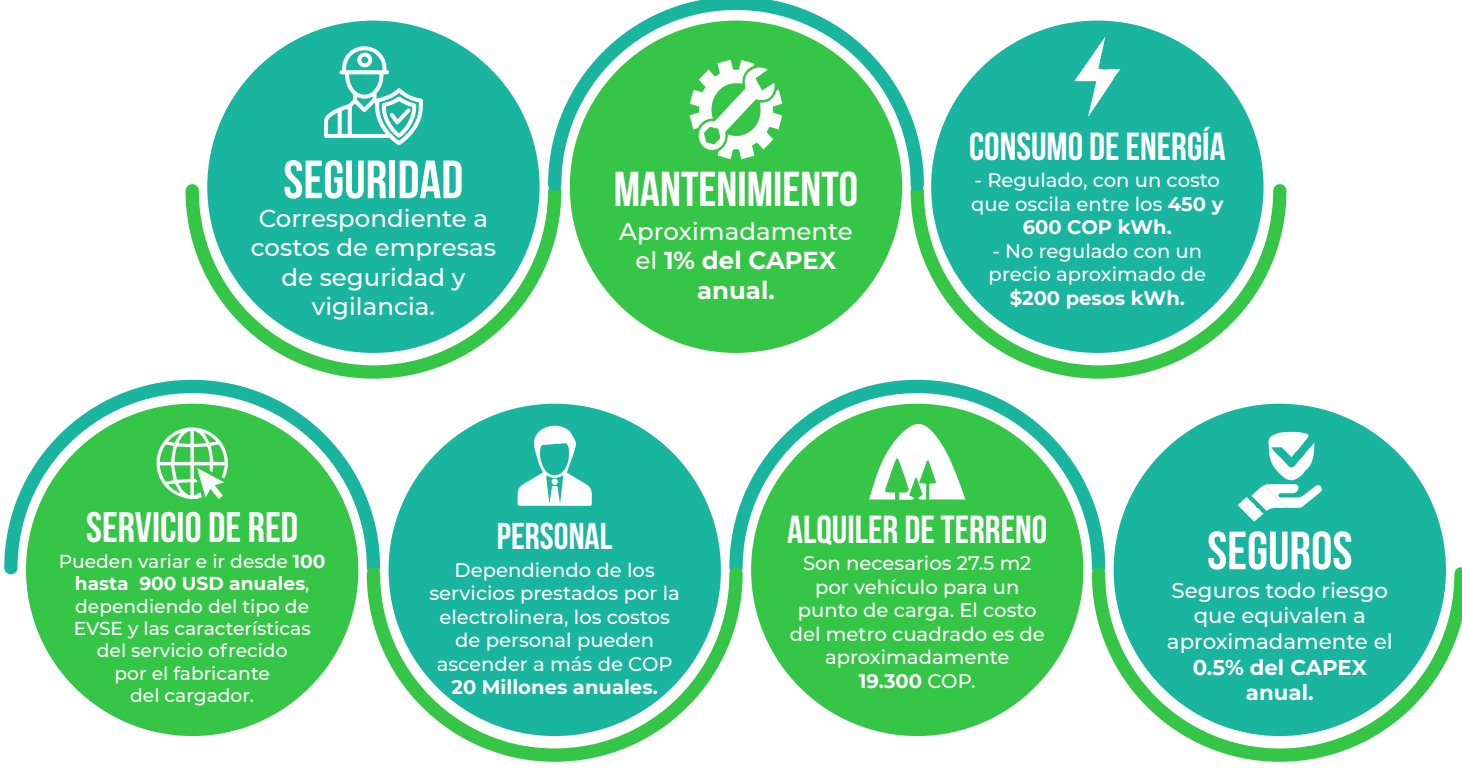 SEGURIDAD
Correspondiente a
costos de empresas
de seguridad y
vigilancia.
MANTENIMIENTO
Aproximadamente
el 1% del CAPEX
anual.
CONSUMO DE ENERGÍA
- Regulado, con un costo
que oscila entre los 450 y
600 COP kWh.
- No regulado con un
precio aproximado de
$200 pesos kWh.
SERVICIO DE RED
Pueden variar e ir desde 100
hasta 900 USD anuales,
dependiendo del tipo de
EVSE y las características
del servicio ofrecido
por el fabricante
del cargador.
PERSONAL
Dependiendo de los
servicios prestados por la
electrolinera, los costos
de personal pueden
ascender a más de COP
20 Millones anuales.
ALQUILER DE TERRENO
Son necesarios 27.5 m2
por vehículo para un
punto de carga. El costo
del metro cuadrado es de
aproximadamente
19.300 COP.
SEGUROS
Seguros todo riesgo
que equivalen a
aproximadamente el
0.5% del CAPEX
anual.